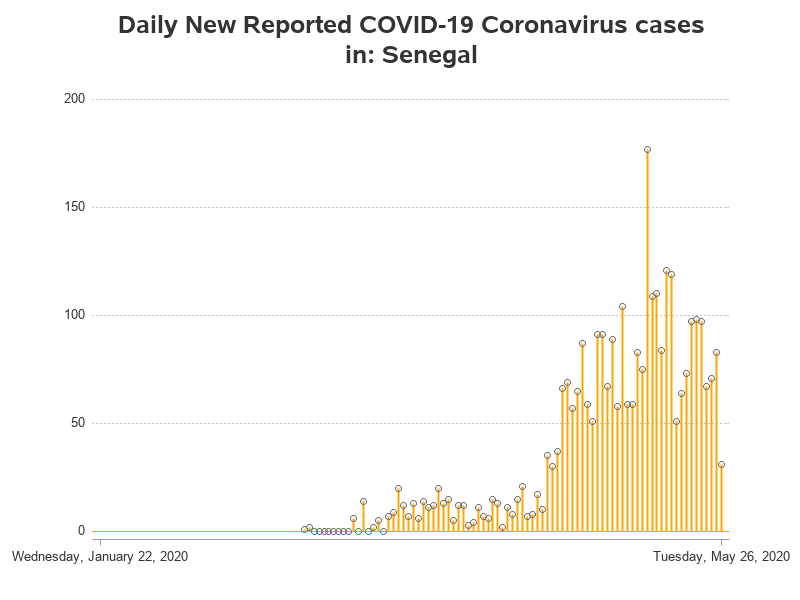 Daily New Reported COVID-19 Coronavirus cases
in: Senegal
200
150
100
50
0
Wednesday, January 22, 2020
Tuesday, May 26, 2020